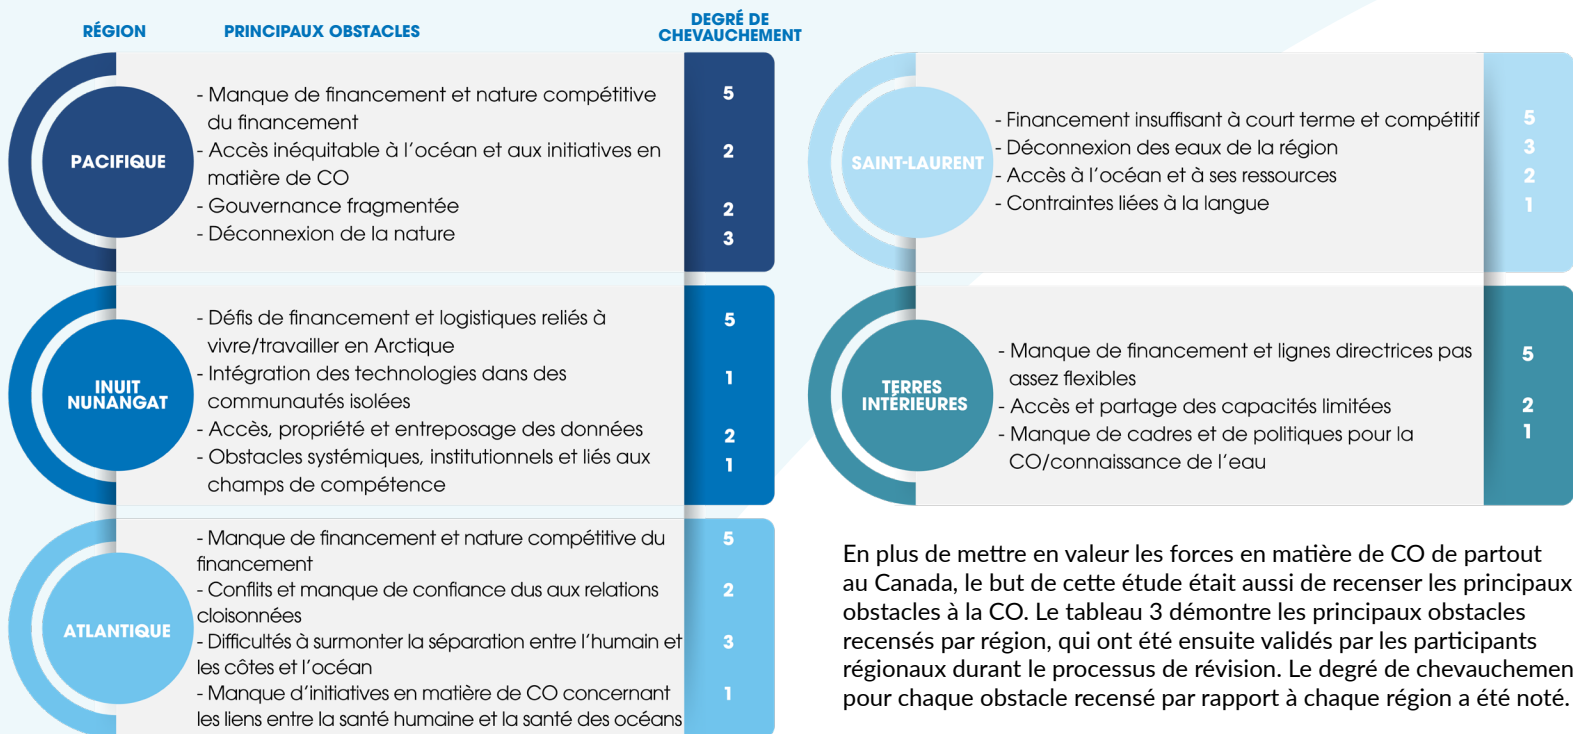 RÉGION PRINCIPAUX OBSTACLES DEGRÉ DE
CHEVAUCHEMENT
PACIFIQUE
- Manque de financement et nature compétitive 5
du financement
- Accès inéquitable à l'océan et aux initiatives en 2
matière de CO
- Gouvernance fragmentée 2
- Déconnexion de la nature 3
INUIT
NUNANGAT
- Défis de financement et logistiques reliés à 5
vivre/travailler en Arctique
- Intégration des technologies dans des 1
communautés isolées
- Accès, propriété et entreposage des données 2
- Obstacles systémiques, institutionnels et liés aux 1
champs de compétence
ATLANTIQUE
- Manque de financement et nature compétitive du 5
financement
- Conflits et manque de confiance dus aux relations 2
cloisonnées
- Difficultés à surmonter la séparation entre l'humain et 3
les côtes et l'océan
- Manque d'initiatives en matière de CO concernant 1
les liens entre la santé humaine et la santé des océans
SAINT-LAURENT
- Financement insuffisant à court terme et compétitif 5
- Déconnexion des eaux de la région 3
- Accès à l'océan et à ses ressources 2
- Contraintes liées à la langue 1
TERRES
INTÉRIEURES
- Manque de financement et lignes directrices pas 5
assez flexibles
- Accès et partage des capacités limitées 2
- Manque de cadres et de politiques pour la 1
CO/connaissance de l'eau
En plus de mettre en valeur les forces en matière de CO de partout
au Canada, le but de cette étude était aussi de recenser les principaux
obstacles à la CO. Le tableau 3 démontre les principaux obstacles
recensés par région, qui ont été ensuite validés par les participants
régionaux durant le processus de révision. Le degré de chevauchemen
pour chaque obstacle recensé par rapport à chaque région a été noté.